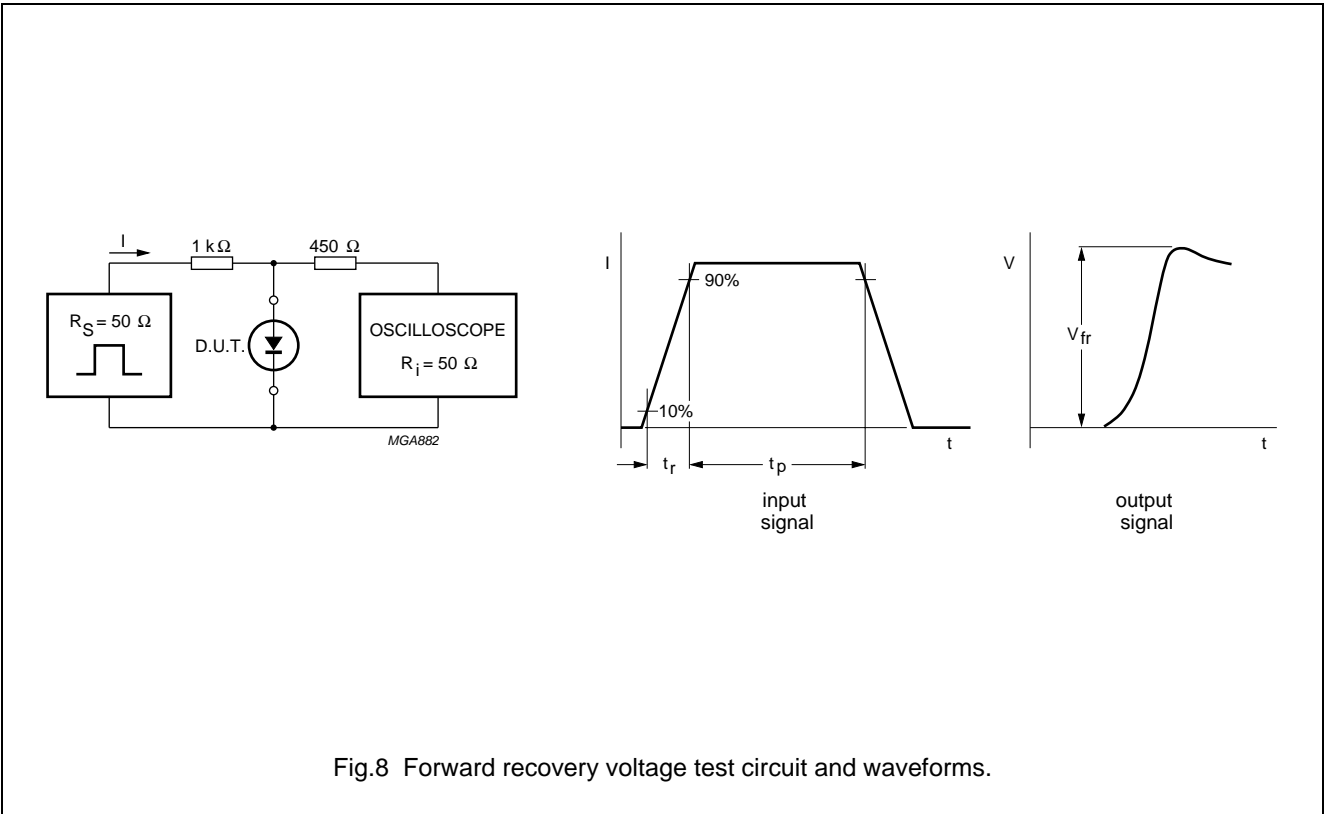 I
1 kΩ
450 Ω
R_S = 50 Ω
D.U.T.
OSCILLOSCOPE
R_i = 50 Ω
MGA882
I
90%
10%
t
t_r
t_p
input
signal
V
V_fr
t
output
signal
Fig.8 Forward recovery voltage test circuit and waveforms.